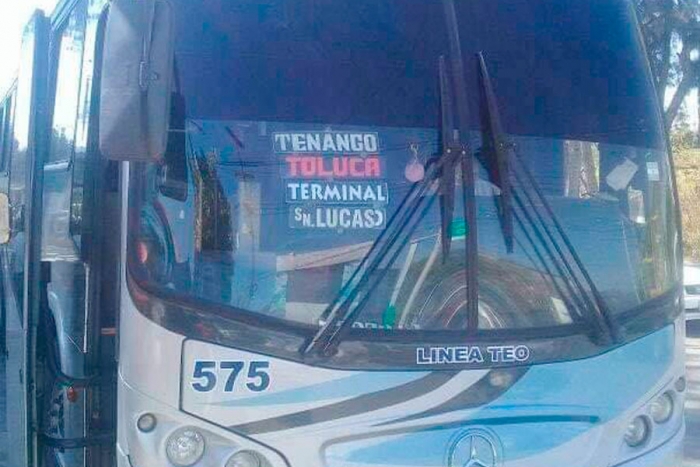 TENANGO
TOLUCA
TERMINAL
SN. LUCAS
LINEA TEO
575